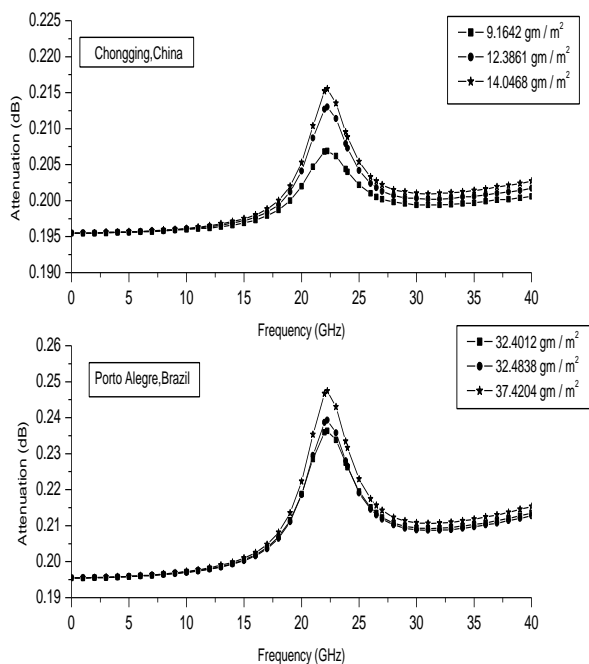 Chongging,China
9.1642 gm / m²
12.3861 gm / m²
14.0468 gm / m²
0.225
0.220
0.215
0.210
0.205
0.200
0.195
0.190
Attenuation (dB)
0 5 10 15 20 25 30 35 40
Frequency (GHz)
Porto Alegre,Brazil
32.4012 gm / m²
32.4838 gm / m²
37.4204 gm / m²
0.26
0.25
0.24
0.23
0.22
0.21
0.20
0.19
Attenuation (dB)
0 5 10 15 20 25 30 35 40
Frequency (GHz)